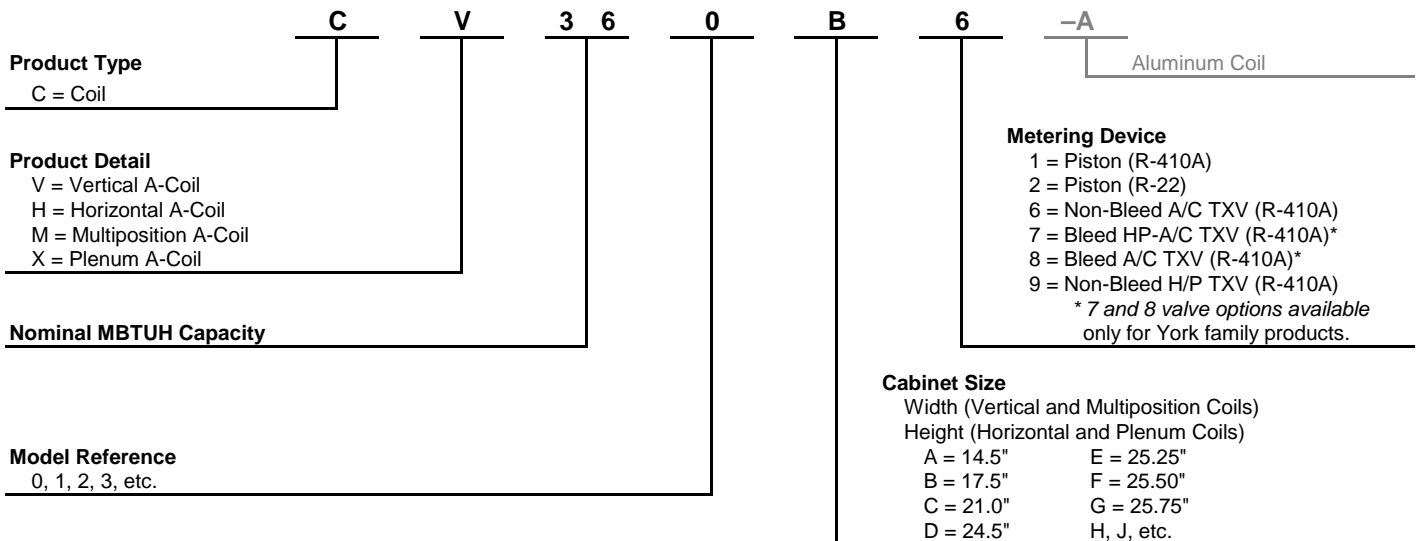 C V 3 6 0 B 6 –A
Aluminum Coil
Product Type
C = Coil
Product Detail
V = Vertical A-Coil
H = Horizontal A-Coil
M = Multiposition A-Coil
X = Plenum A-Coil
Nominal MBTUH Capacity
Model Reference
0, 1, 2, 3, etc.
Metering Device
1 = Piston (R-410A)
2 = Piston (R-22)
6 = Non-Bleed A/C TXV (R-410A)
7 = Bleed HP-A/C TXV (R-410A)*
8 = Bleed A/C TXV (R-410A)*
9 = Non-Bleed H/P TXV (R-410A)
* 7 and 8 valve options available
only for York family products.
Cabinet Size
Width (Vertical and Multiposition Coils)
Height (Horizontal and Plenum Coils)
A = 14.5" E = 25.25"
B = 17.5" F = 25.50"
C = 21.0" G = 25.75"
D = 24.5" H, J, etc.